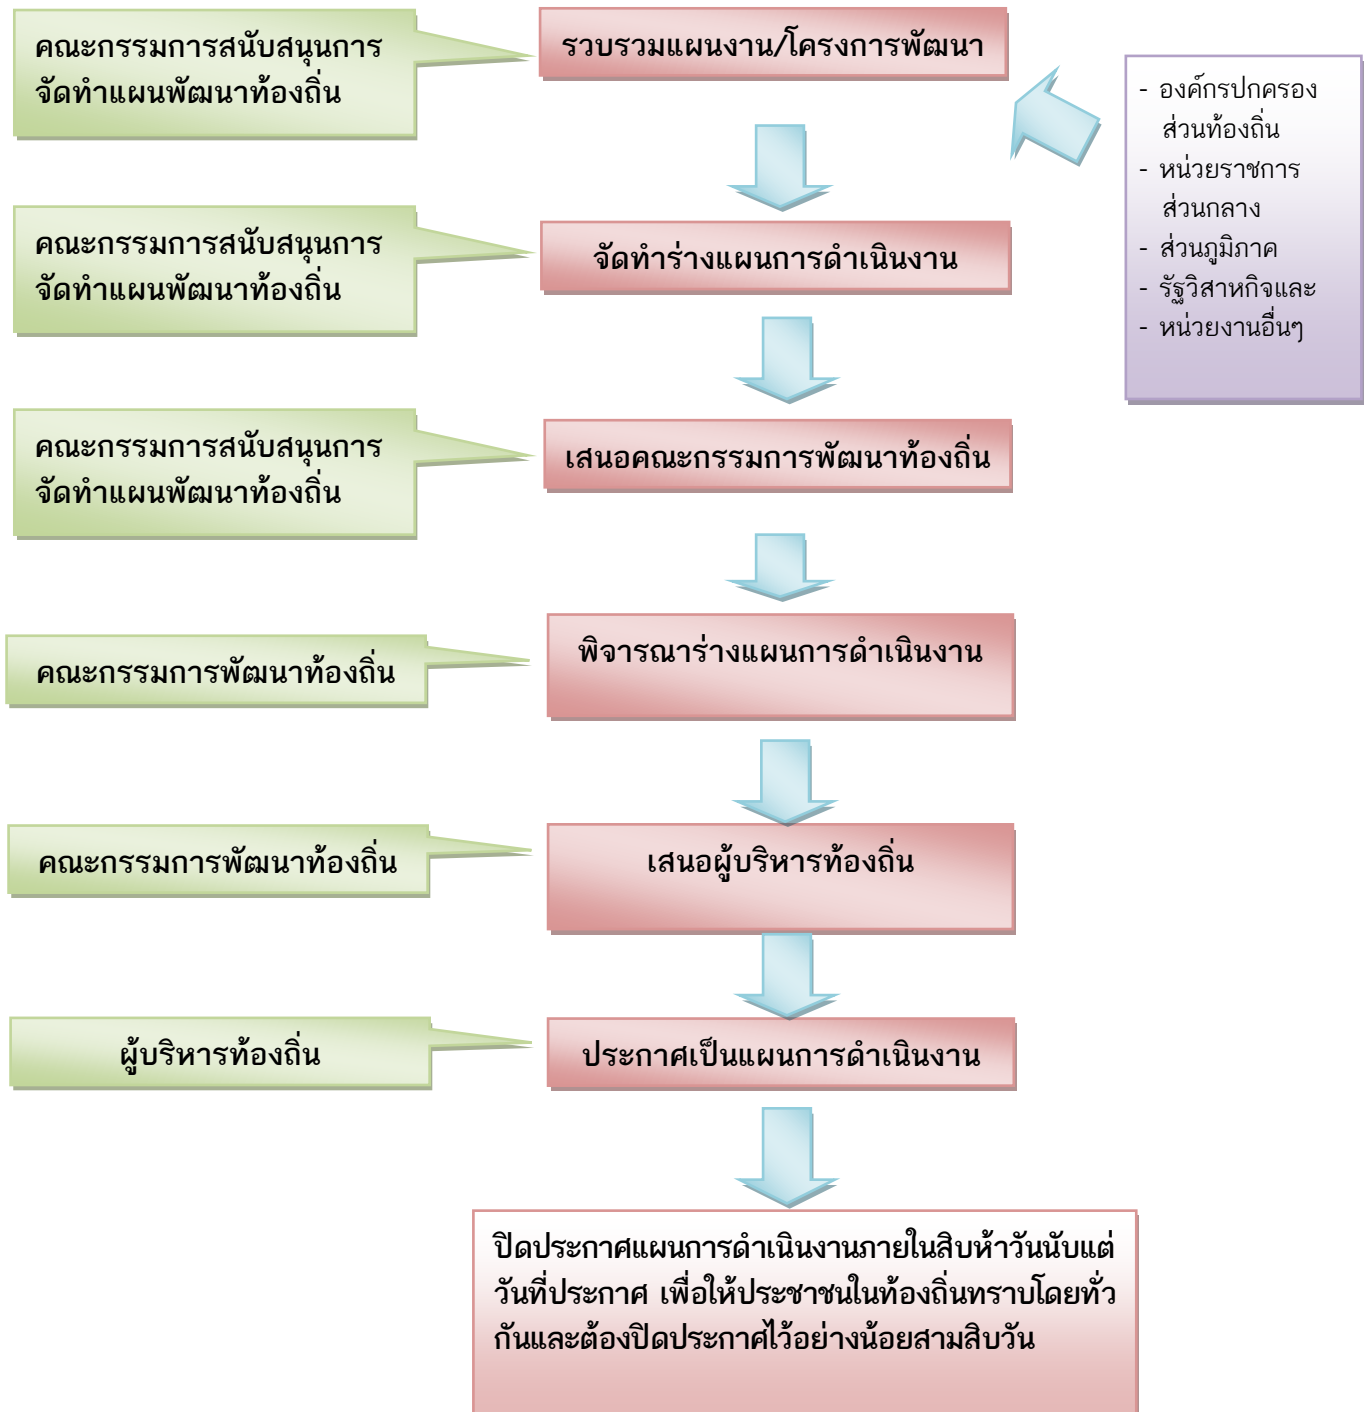 คณะกรรมการสนับสนุนการ
จัดทำแผนพัฒนาท้องถิ่น
รวบรวมแผนงาน/โครงการพัฒนา
- องค์กรปกครอง
ส่วนท้องถิ่น
- หน่วยราชการ
ส่วนกลาง
- ส่วนภูมิภาค
- รัฐวิสาหกิจและ
- หน่วยงานอื่นๆ
คณะกรรมการสนับสนุนการ
จัดทำแผนพัฒนาท้องถิ่น
จัดทำร่างแผนการดำเนินงาน
คณะกรรมการสนับสนุนการ
จัดทำแผนพัฒนาท้องถิ่น
เสนอคณะกรรมการพัฒนาท้องถิ่น
คณะกรรมการพัฒนาท้องถิ่น
พิจารณาร่างแผนการดำเนินงาน
คณะกรรมการพัฒนาท้องถิ่น
เสนอผู้บริหารท้องถิ่น
ผู้บริหารท้องถิ่น
ประกาศเป็นแผนการดำเนินงาน
ปิดประกาศแผนการดำเนินงานภายในสิบห้าวันนับแต่
วันที่ประกาศ เพื่อให้ประชาชนในท้องถิ่นทราบโดยทั่ว
กันและต้องปิดประกาศไว้อย่างน้อยสามสิบวัน